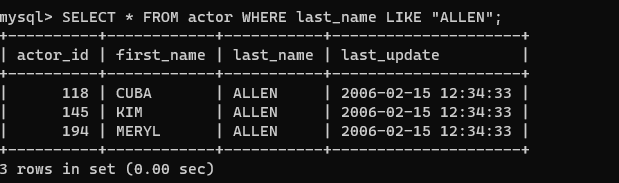 mysql> SELECT * FROM actor WHERE last_name LIKE "ALLEN";
+----------+------------+-----------+---------------------+
| actor_id | first_name | last_name | last_update         |
+----------+------------+-----------+---------------------+
|      118 | CUBA       | ALLEN     | 2006-02-15 12:34:33 |
|      145 | KIM        | ALLEN     | 2006-02-15 12:34:33 |
|      194 | MERYL      | ALLEN     | 2006-02-15 12:34:33 |
+----------+------------+-----------+---------------------+
3 rows in set (0.00 sec)